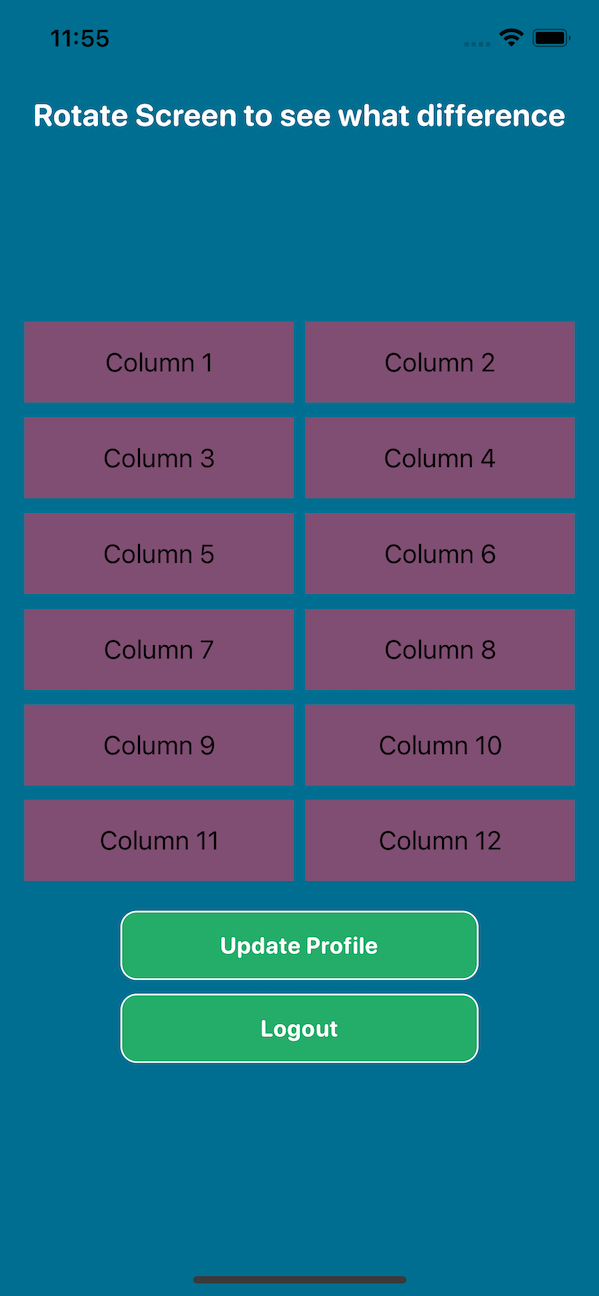 11:55
Rotate Screen to see what difference
Column 1
Column 2
Column 3
Column 4
Column 5
Column 6
Column 7
Column 8
Column 9
Column 10
Column 11
Column 12
Update Profile
Logout